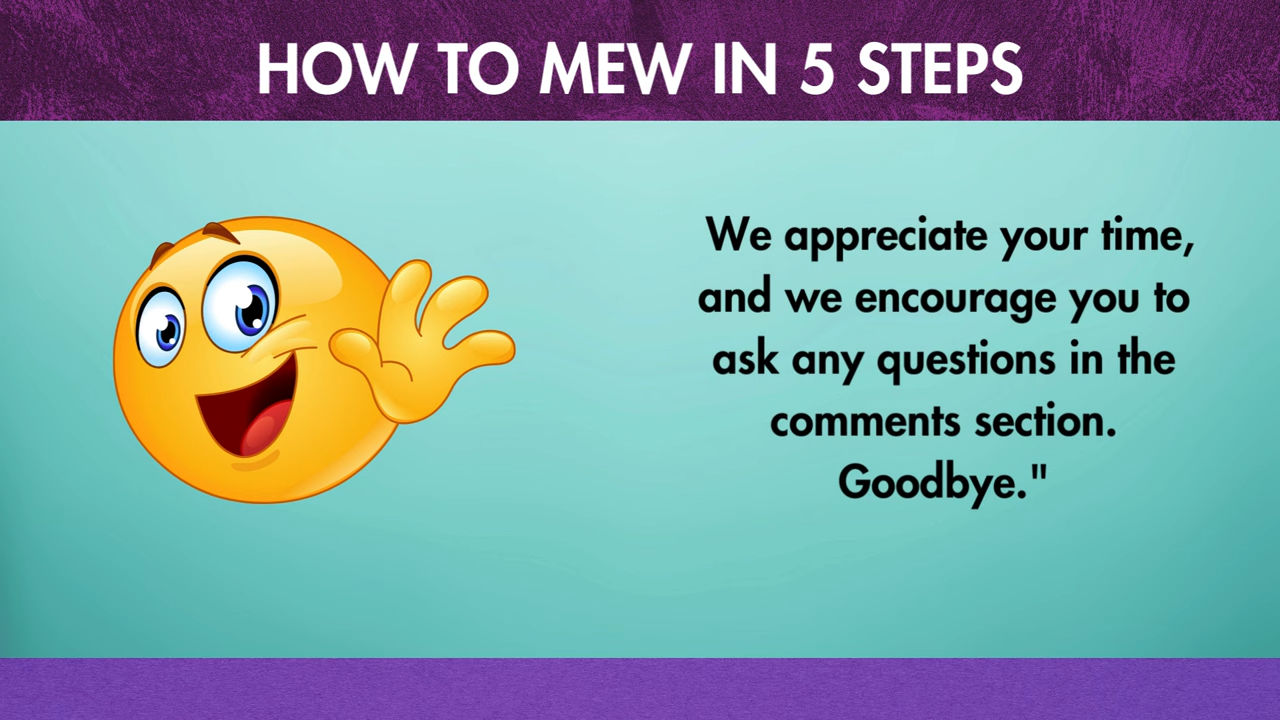 HOW TO MEW IN 5 STEPS
We appreciate your time,
and we encourage you to
ask any questions in the
comments section.
Goodbye."